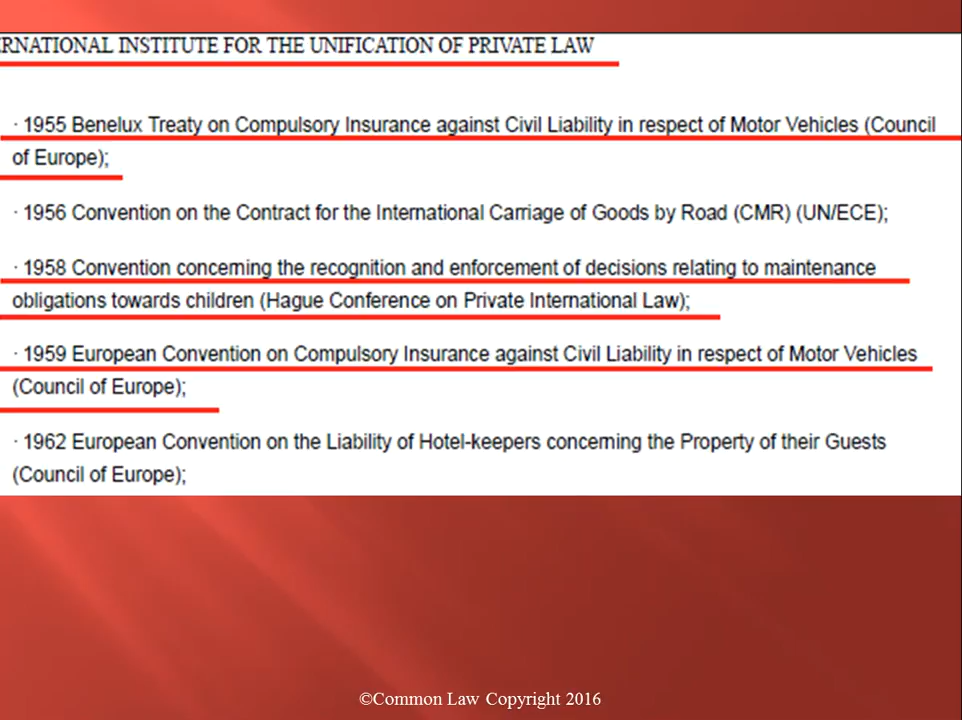 ERNATIONAL INSTITUTE FOR THE UNIFICATION OF PRIVATE LAW
· 1955 Benelux Treaty on Compulsory Insurance against Civil Liability in respect of Motor Vehicles (Council
of Europe);
· 1956 Convention on the Contract for the International Carriage of Goods by Road (CMR) (UN/ECE);
· 1958 Convention concerning the recognition and enforcement of decisions relating to maintenance
obligations towards children (Hague Conference on Private International Law);
· 1959 European Convention on Compulsory Insurance against Civil Liability in respect of Motor Vehicles
(Council of Europe);
· 1962 European Convention on the Liability of Hotel-keepers concerning the Property of their Guests
(Council of Europe);
©Common Law Copyright 2016